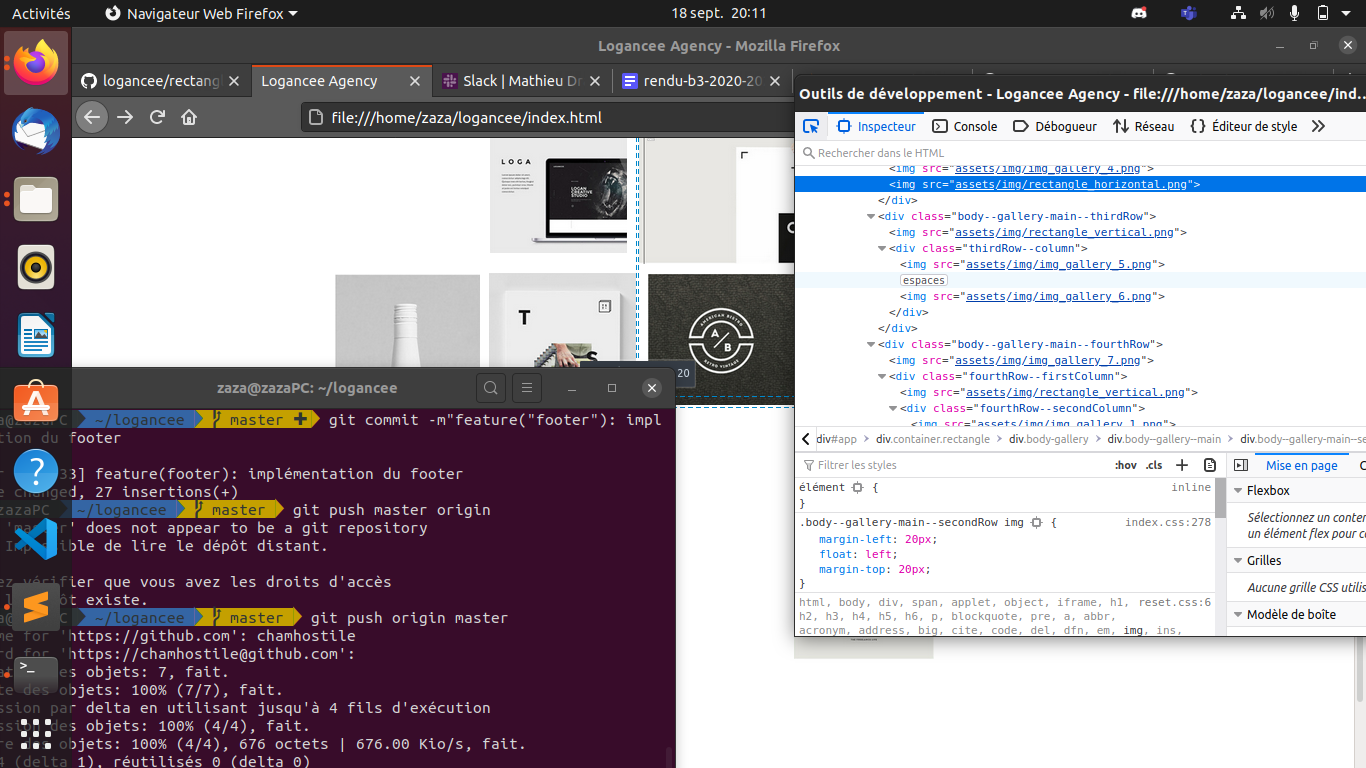 Activités
Navigateur Web Firefox
18 sept. 20:11
Logancee Agency - Mozilla Firefox
logancee/rectang
Logancee Agency
Slack | Mathieu Dr
rendu-b3-2020-20
file:///home/zaza/logancee/index.html
LOGA
LOGAN
CREATIVE
STUDIO
T
S
AMERICAN BISTRO
A/B
RETRO VINTAGE
20
Outils de développement - Logancee Agency - file:///home/zaza/logancee/ind…
Inspecteur
Console
Débogueur
Réseau
Éditeur de style
Rechercher dans le HTML
<img src="assets/img/img_gallery_4.png">
<img src="assets/img/rectangle_horizontal.png">
</div>
<div class="body--gallery-main--thirdRow">
<img src="assets/img/rectangle_vertical.png">
<div class="thirdRow--column">
<img src="assets/img/img_gallery_5.png">
espaces
<img src="assets/img/img_gallery_6.png">
</div>
</div>
<div class="body--gallery-main--fourthRow">
<img src="assets/img/img_gallery_7.png">
<div class="fourthRow--firstColumn">
<img src="assets/img/rectangle_vertical.png">
<div class="fourthRow--secondColumn">
<img src="assets/img/img_gallery_1.png">
div#app
div.container.rectangle
div.body-gallery
div.body--gallery--main
div.body--gallery-main--se
Filtrer les styles
:hov .cls
Mise en page
élément { inline
}
.body--gallery-main--secondRow img { index.css:278
margin-left: 20px;
float: left;
margin-top: 20px;
}
html, body, div, span, applet, object, iframe, h1, reset.css:6
h2, h3, h4, h5, h6, p, blockquote, pre, a, abbr,
acronym, address, big, cite, code, del, dfn, em, img, ins,
Flexbox
Sélectionnez un conten
un élément flex pour co
Grilles
Aucune grille CSS utilis
Modèle de boîte
zaza@zazaPC: ~/logancee
~/logancee master git commit -m"feature("footer"): impl
tion du footer
] feature(footer): implémentation du footer
changed, 27 insertions(+)
zazaPC ~/logancee master git push master origin
does not appear to be a git repository
de lire le dépôt distant.
vérifier que vous avez les droits d'accès
existe.
~/logancee master git push origin master
me for 'https://github.com': chamhostile
rd for 'https://chamhostile@github.com':
es objets: 7, fait.
te des objets: 100% (7/7), fait.
ssion par delta en utilisant jusqu'à 4 fils d'exécution
ssion des objets: 100% (4/4), fait.
re des objets: 100% (4/4), 676 octets | 676.00 Kio/s, fait.
(delta 1), réutilisés 0 (delta 0)